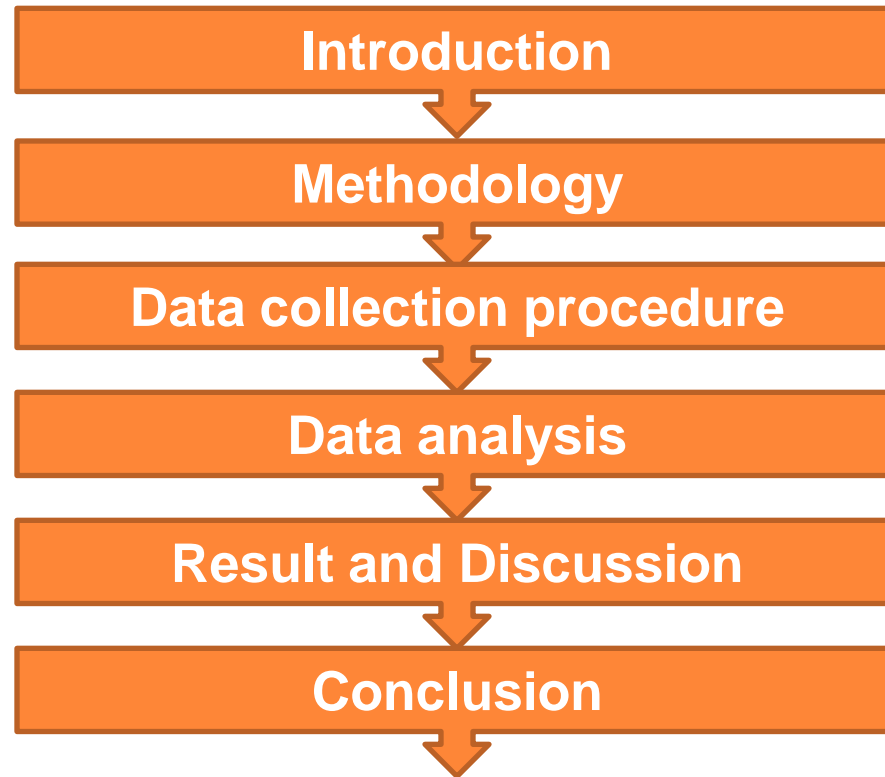 Introduction
Methodology
Data collection procedure
Data analysis
Result and Discussion
Conclusion